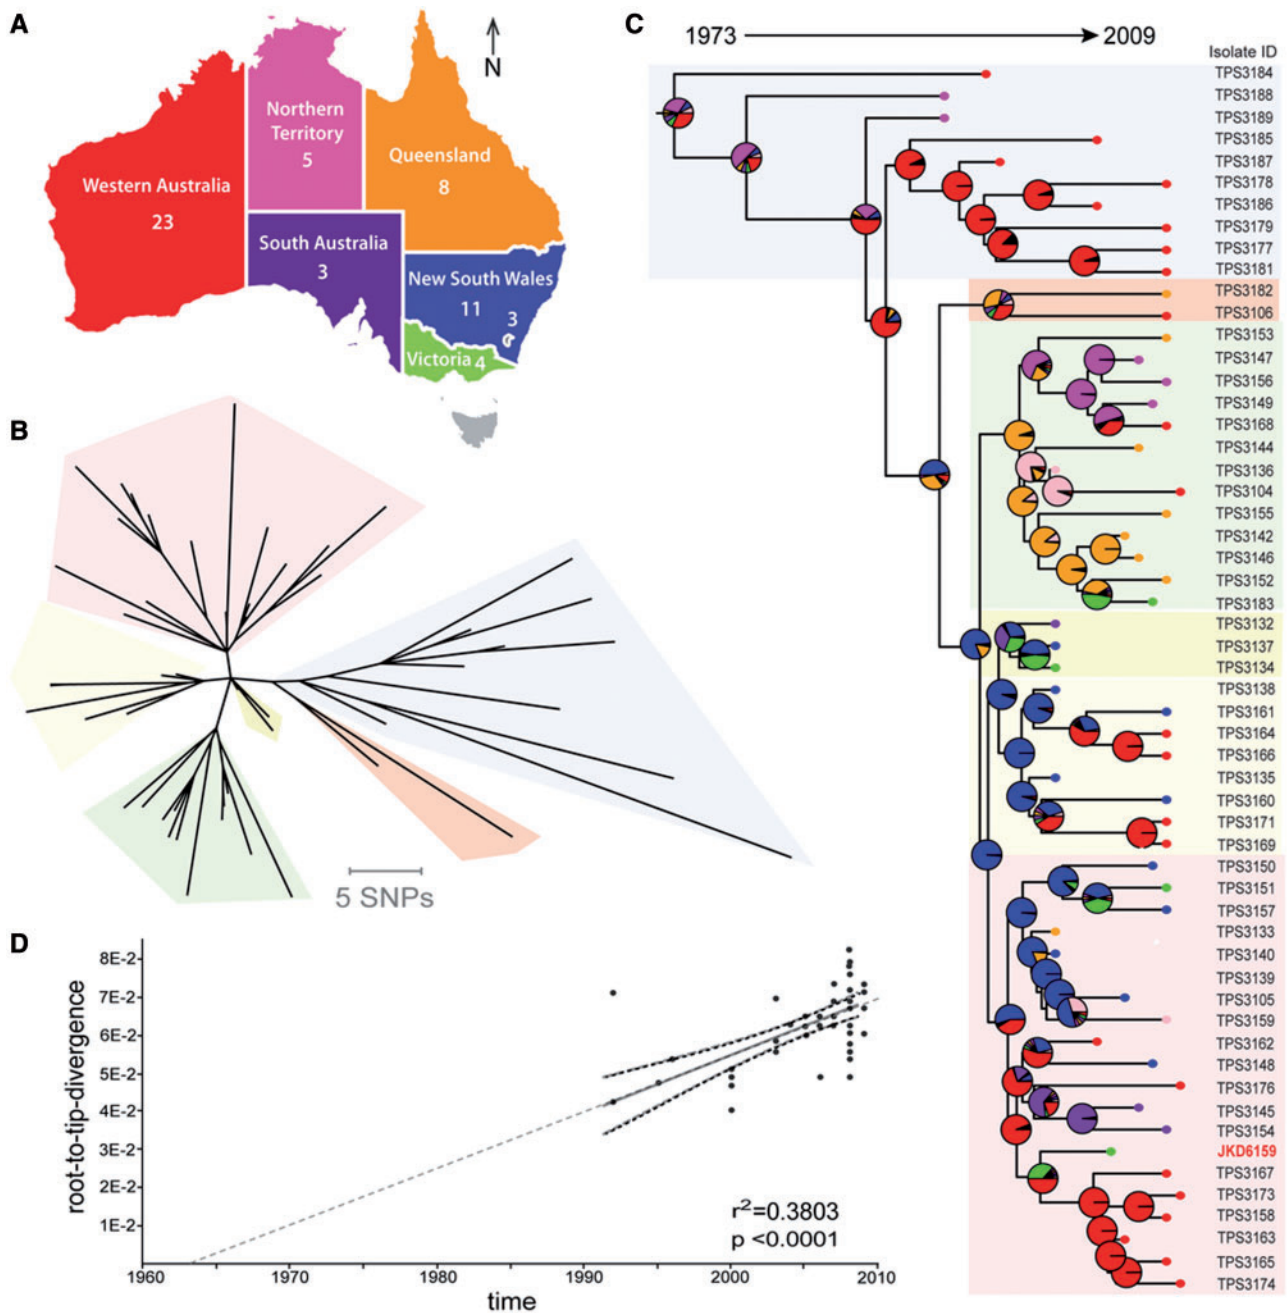 A
N
Northern
Territory
5
Queensland
8
Western Australia
23
South Australia
3
New South Wales
11
3
Victoria 4
B
5 SNPs
C
1973
2009
Isolate ID
TPS3184
TPS3188
TPS3189
TPS3185
TPS3187
TPS3178
TPS3186
TPS3179
TPS3177
TPS3181
TPS3182
TPS3106
TPS3153
TPS3147
TPS3156
TPS3149
TPS3168
TPS3144
TPS3136
TPS3104
TPS3155
TPS3142
TPS3146
TPS3152
TPS3183
TPS3132
TPS3137
TPS3134
TPS3138
TPS3161
TPS3164
TPS3166
TPS3135
TPS3160
TPS3171
TPS3169
TPS3150
TPS3151
TPS3157
TPS3133
TPS3140
TPS3139
TPS3105
TPS3159
TPS3162
TPS3148
TPS3176
TPS3145
TPS3154
JKD6159
TPS3167
TPS3173
TPS3158
TPS3163
TPS3165
TPS3174
D
root-to-tip-divergence
8E-2
7E-2
6E-2
5E-2
4E-2
3E-2
2E-2
1E-2
r²=0.3803
p <0.0001
1960
1970
1980
1990
2000
2010
time